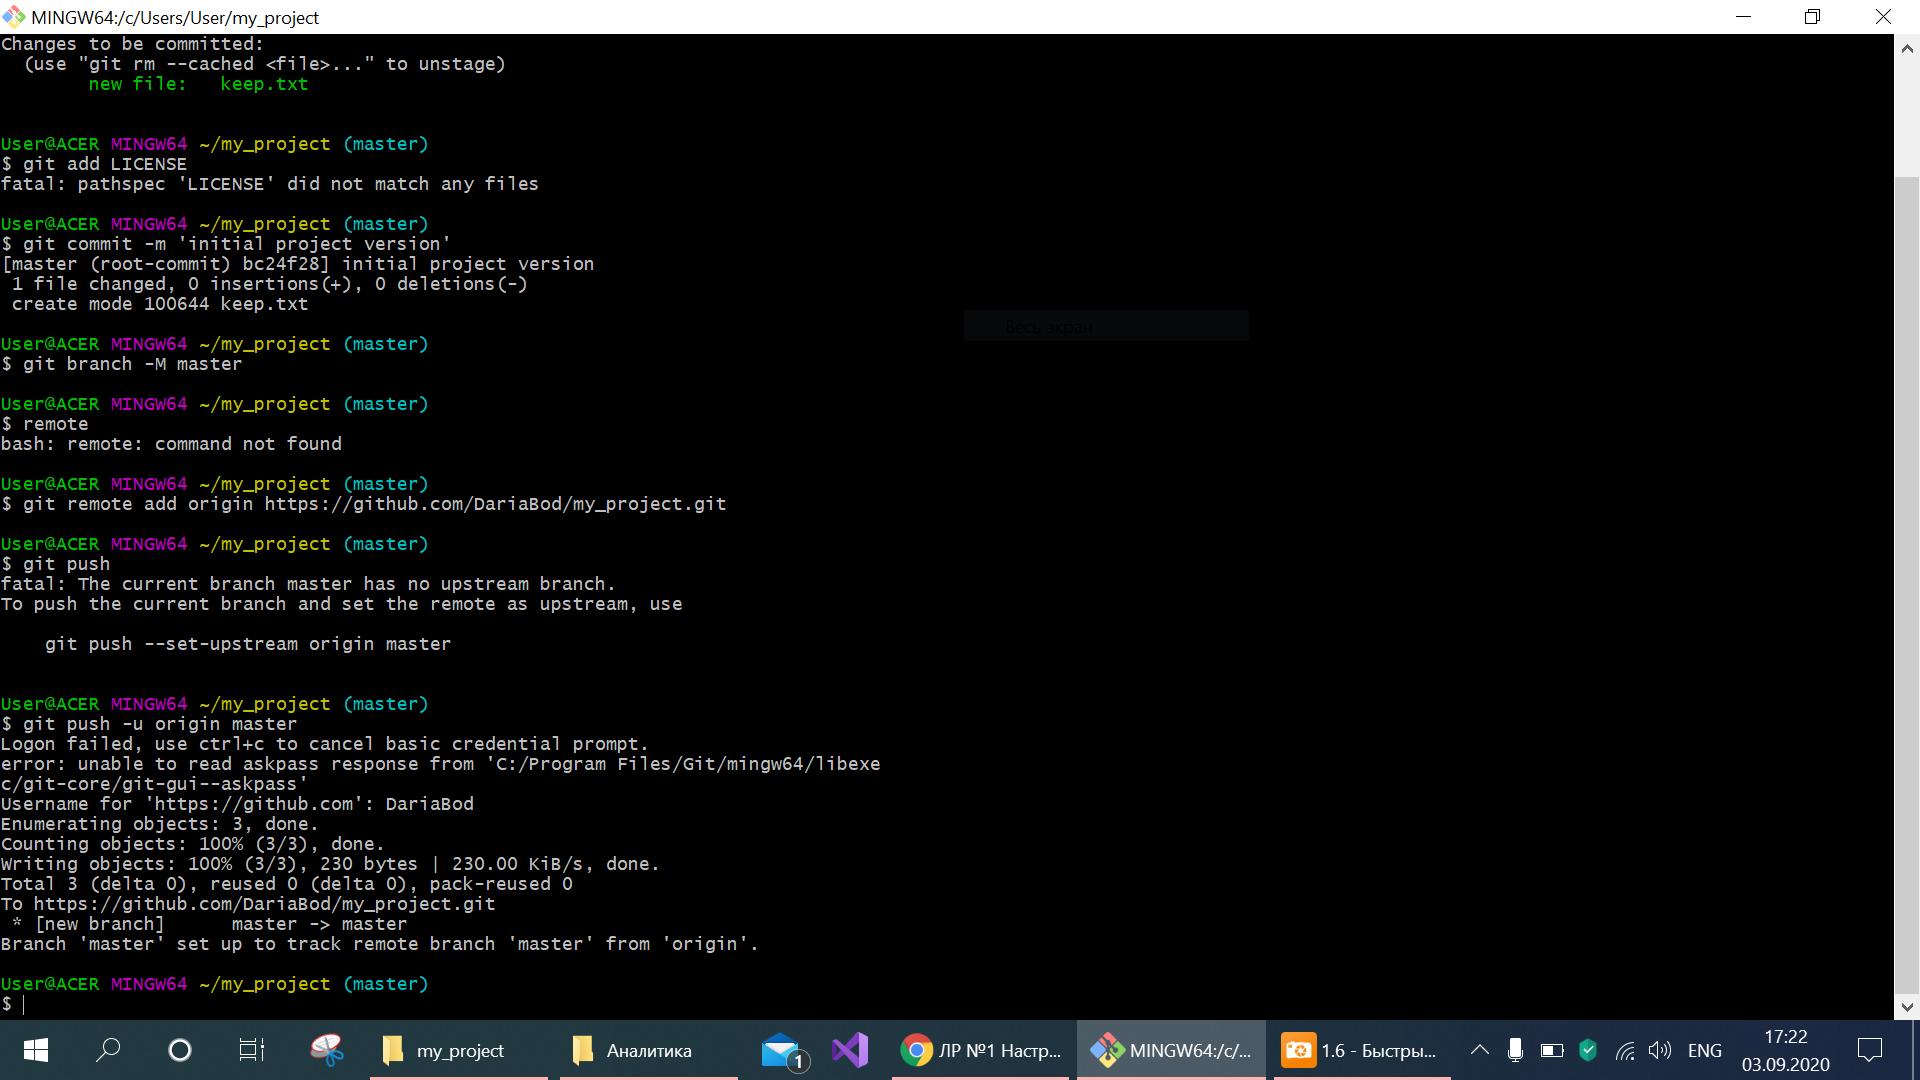 MINGW64:/c/Users/User/my_project
Changes to be committed:
  (use "git rm --cached <file>..." to unstage)
        new file:   keep.txt
User@ACER MINGW64 ~/my_project (master)
$ git add LICENSE
fatal: pathspec 'LICENSE' did not match any files
User@ACER MINGW64 ~/my_project (master)
$ git commit -m 'initial project version'
[master (root-commit) bc24f28] initial project version
 1 file changed, 0 insertions(+), 0 deletions(-)
 create mode 100644 keep.txt
Весь экран
User@ACER MINGW64 ~/my_project (master)
$ git branch -M master
User@ACER MINGW64 ~/my_project (master)
$ remote
bash: remote: command not found
User@ACER MINGW64 ~/my_project (master)
$ git remote add origin https://github.com/DariaBod/my_project.git
User@ACER MINGW64 ~/my_project (master)
$ git push
fatal: The current branch master has no upstream branch.
To push the current branch and set the remote as upstream, use
    git push --set-upstream origin master
User@ACER MINGW64 ~/my_project (master)
$ git push -u origin master
Logon failed, use ctrl+c to cancel basic credential prompt.
error: unable to read askpass response from 'C:/Program Files/Git/mingw64/libexe
c/git-core/git-gui--askpass'
Username for 'https://github.com': DariaBod
Enumerating objects: 3, done.
Counting objects: 100% (3/3), done.
Writing objects: 100% (3/3), 230 bytes | 230.00 KiB/s, done.
Total 3 (delta 0), reused 0 (delta 0), pack-reused 0
To https://github.com/DariaBod/my_project.git
 * [new branch]      master -> master
Branch 'master' set up to track remote branch 'master' from 'origin'.
User@ACER MINGW64 ~/my_project (master)
$
my_project
Аналитика
1
ЛР №1 Настр...
MINGW64:/c/...
1.6 - Быстры...
ENG
17:22
03.09.2020